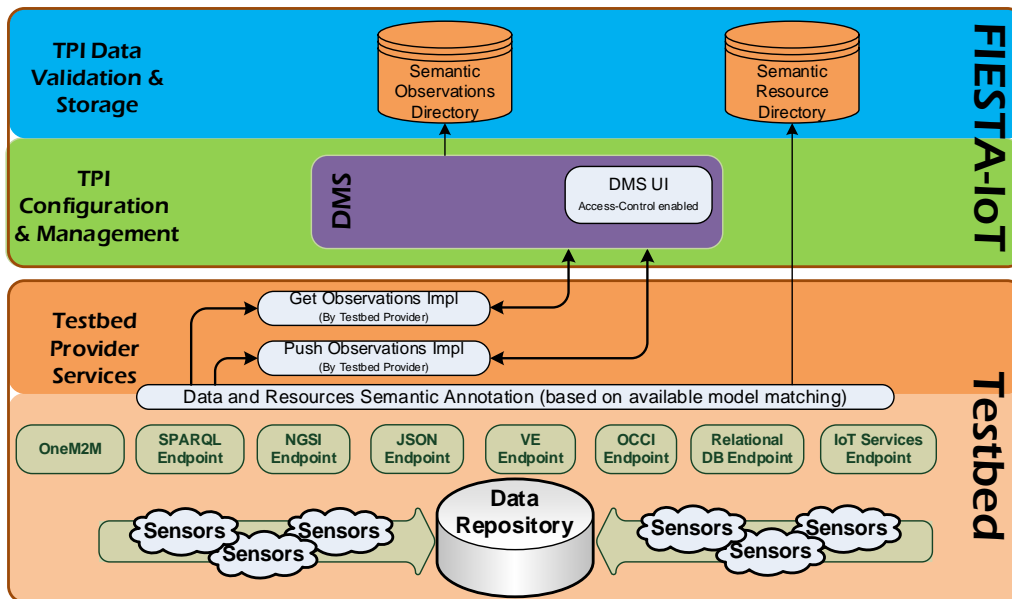 TPI Data
Validation &
Storage
Semantic
Observations
Directory
Semantic
Resource
Directory
FIESTA-IoT
TPI
Configuration
& Management
DMS
DMS UI
Access-Control enabled
Testbed
Provider
Services
Get Observations Impl
(By Testbed Provider)
Push Observations Impl
(By Testbed Provider)
Data and Resources Semantic Annotation (based on available model matching)
Testbed
OneM2M
SPARQL
Endpoint
NGSI
Endpoint
JSON
Endpoint
VE
Endpoint
OCCI
Endpoint
Relational
DB Endpoint
IoT Services
Endpoint
Sensors
Sensors
Sensors
Data
Repository
Sensors
Sensors
Sensors